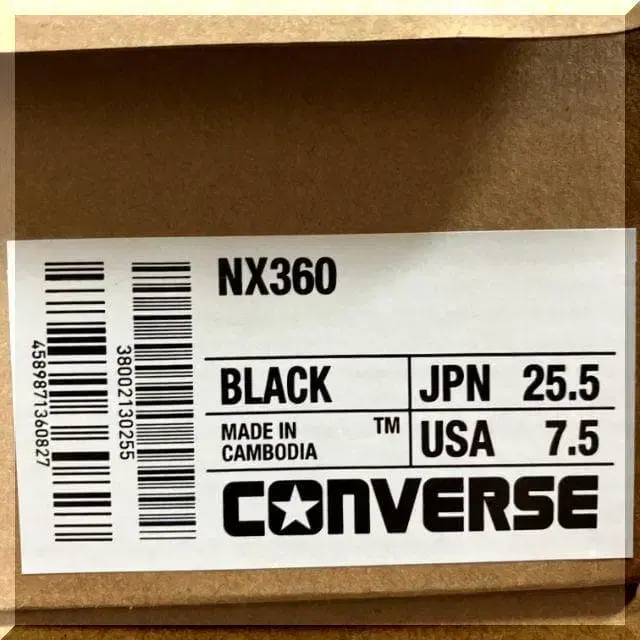 NX360
BLACK
JPN 25.5
MADE IN
CAMBODIA
TM
USA 7.5
CONVERSE
4589871360827
38002130255